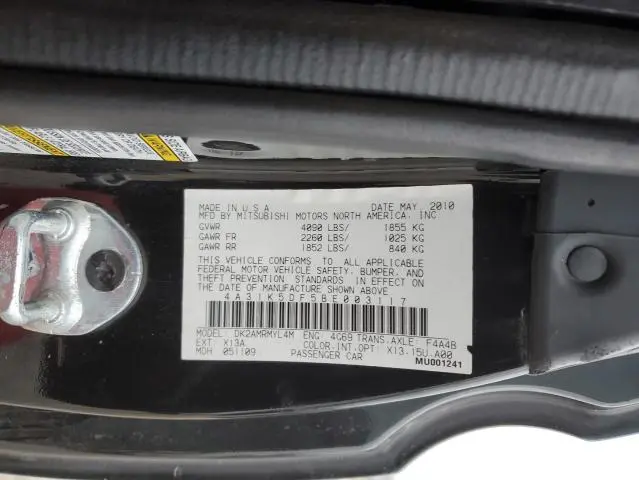 MADE IN U.S.A DATE MAY, 2010
MFD BY MITSUBISHI MOTORS NORTH AMERICA, INC
GVWR 4090 LBS/ 1855 KG
GAWR FR 2260 LBS/ 1025 KG
GAWR RR 1852 LBS/ 840 KG
THIS VEHICLE CONFORMS TO ALL APPLICABLE
FEDERAL MOTOR VEHICLE SAFETY, BUMPER, AND
THEFT PREVENTION STANDARDS IN EFFECT ON
THE DATE OF MANUFACTURE SHOWN ABOVE
4A31K5DF5BE003117
MODEL: DK2AMRMYL4M ENG: 4G69 TRANS.AXLE: F4A4B
EXT: X13A COLOR.INT.OPT: X13.15U.A00
MDH 051109 PASSENGER CAR
MU001241